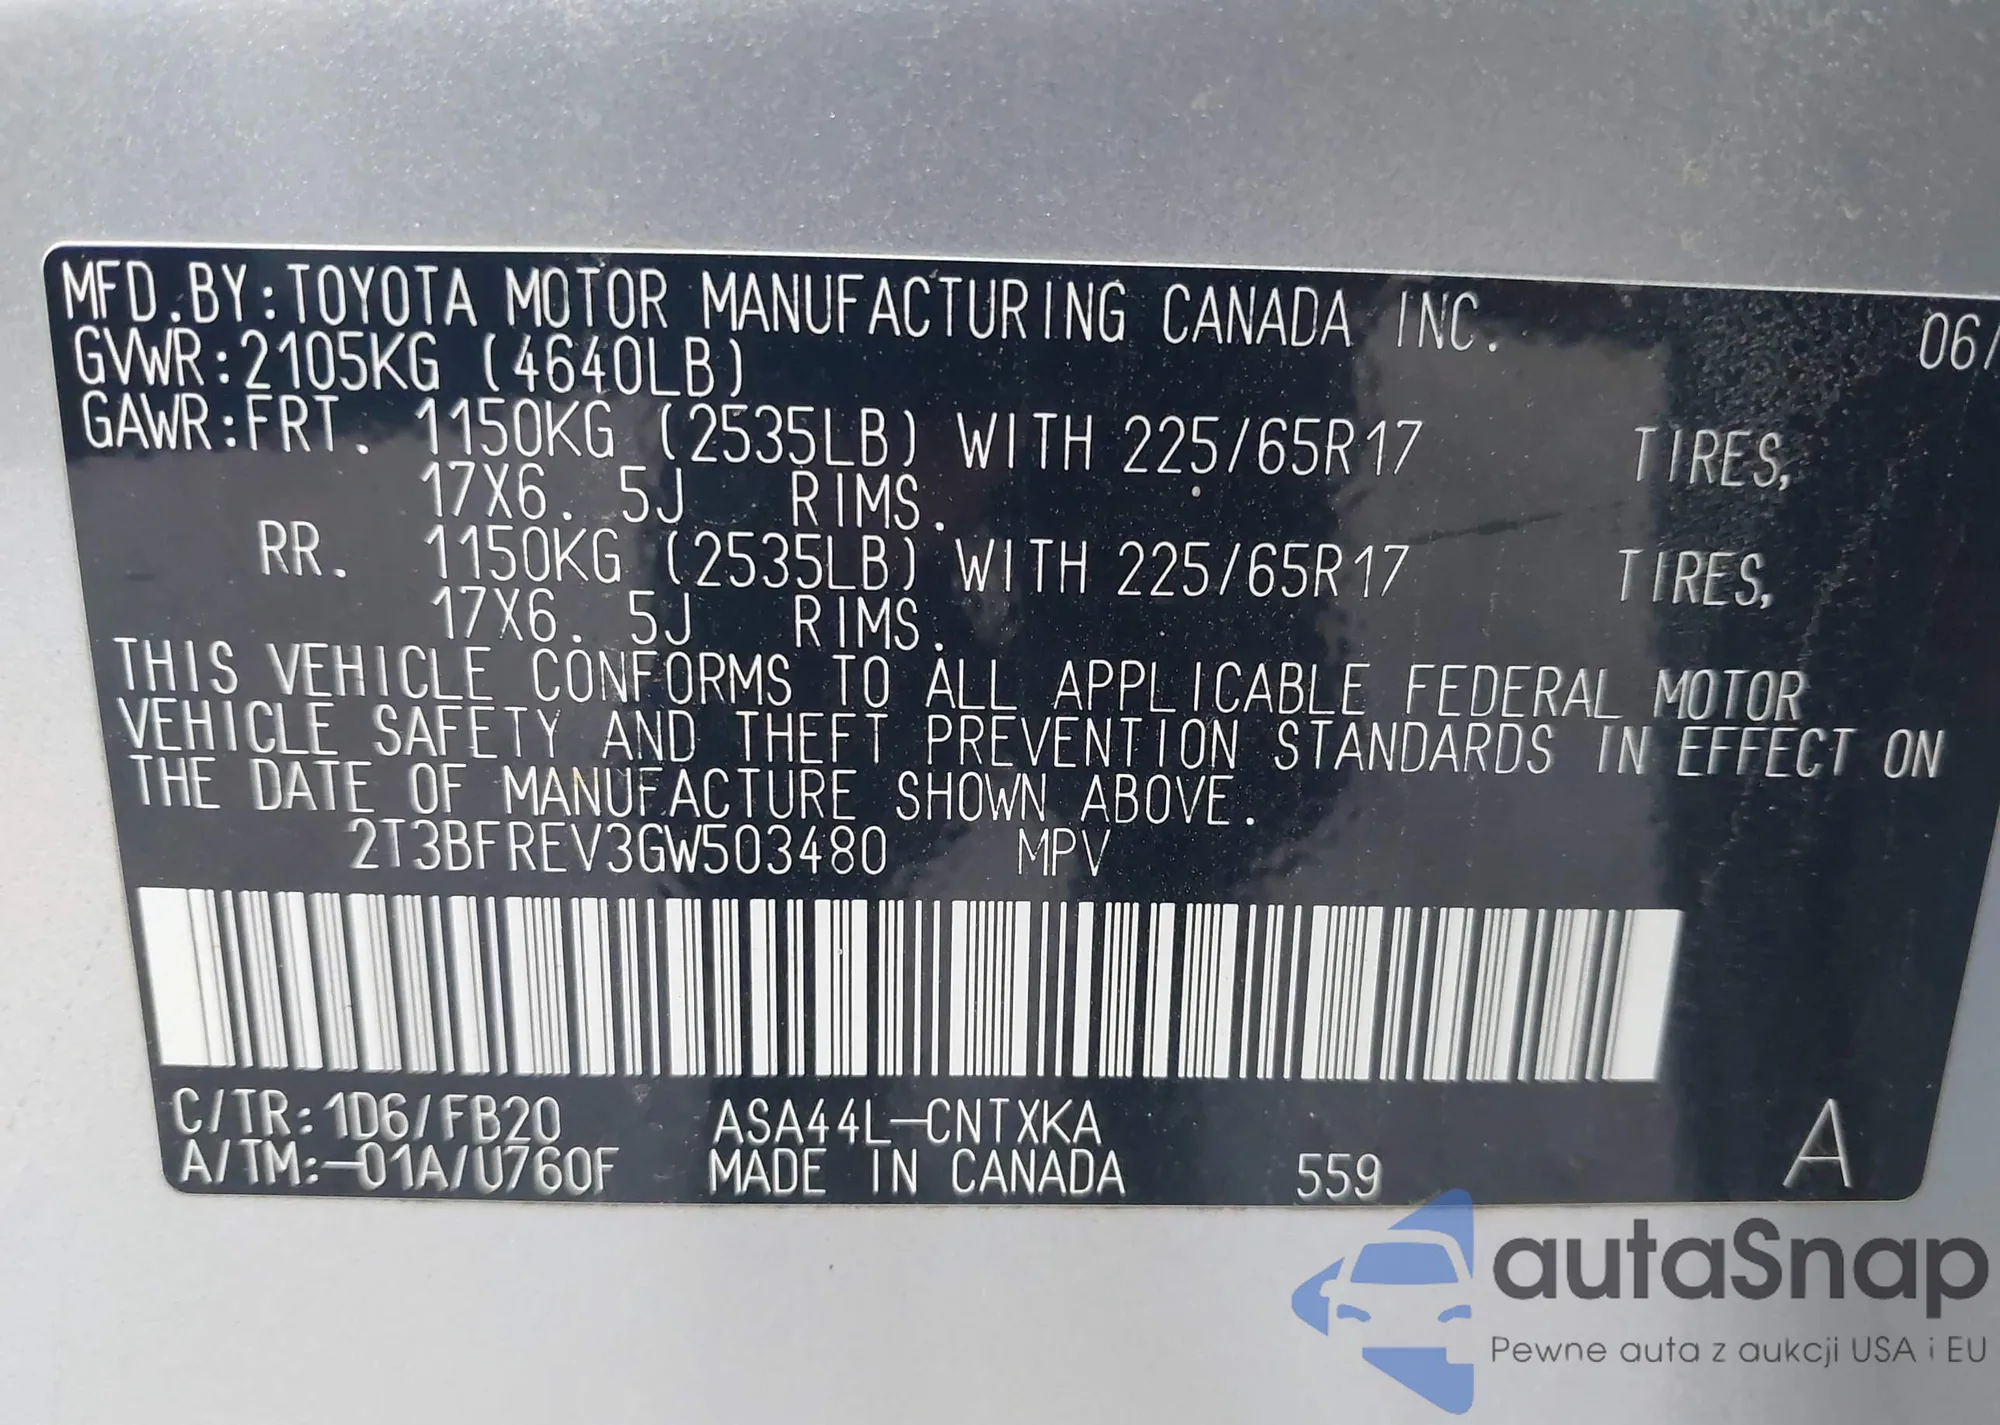 MFD.BY:TOYOTA MOTOR MANUFACTURING CANADA INC. 06/
GVWR:2105KG (4640LB)
GAWR:FRT. 1150KG (2535LB) WITH 225/65R17 TIRES,
17X6.5J RIMS.
RR. 1150KG (2535LB) WITH 225/65R17 TIRES,
17X6.5J RIMS.
THIS VEHICLE CONFORMS TO ALL APPLICABLE FEDERAL MOTOR
VEHICLE SAFETY AND THEFT PREVENTION STANDARDS IN EFFECT ON
THE DATE OF MANUFACTURE SHOWN ABOVE.
2T3BFREV3GW503480 MPV
C/TR:1D6/FB20 ASA44L-CNTXKA
A/TM:-01A/U760F MADE IN CANADA 559 A
autaSnap
Pewne auta z aukcji USA i EU